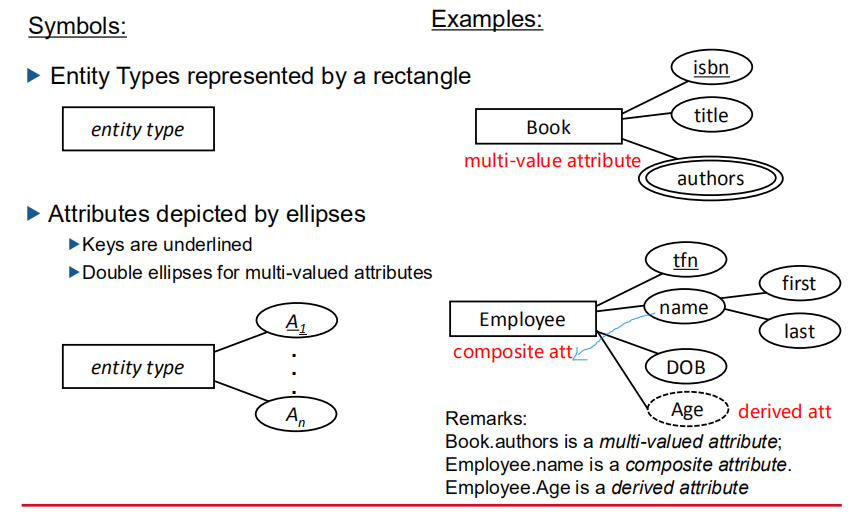 Symbols:
Entity Types represented by a rectangle
entity type
Attributes depicted by ellipses
Keys are underlined
Double ellipses for multi-valued attributes
entity type
A1
.
.
.
An
Examples:
isbn
Book
title
multi-value attribute
authors
tfn
Employee
name
first
last
composite att
DOB
Age
derived att
Remarks:
Book.authors is a multi-valued attribute;
Employee.name is a composite attribute.
Employee.Age is a derived attribute